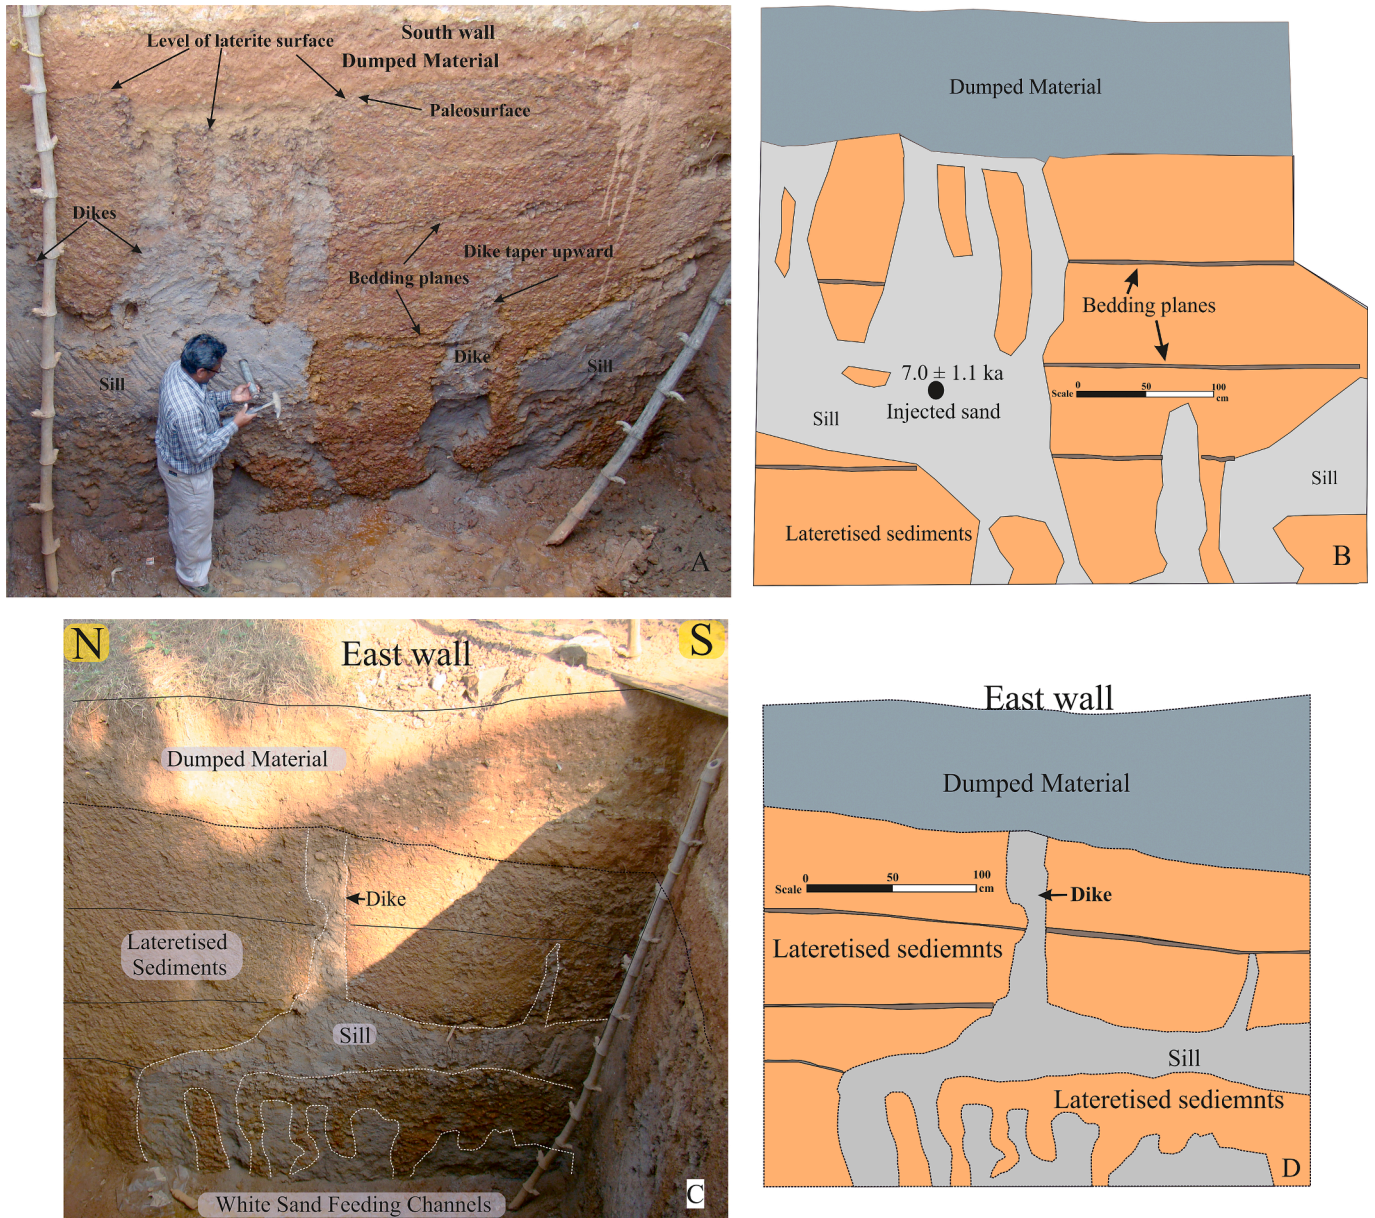 South wall
Level of laterite surface
Dumped Material
Paleosurface
Dikes
Dike taper upward
Bedding planes
Dike
Sill
Sill
A
Dumped Material
Bedding planes
7.0 ± 1.1 ka
Scale 0 50 100 cm
Injected sand
Sill
Sill
Lateretised sediments
B
N
East wall
S
Dumped Material
Dike
Lateretised
Sediments
Sill
White Sand Feeding Channels
C
East wall
Dumped Material
Scale 0 50 100 cm
Dike
Lateretised sediemnts
Sill
Lateretised sediemnts
D